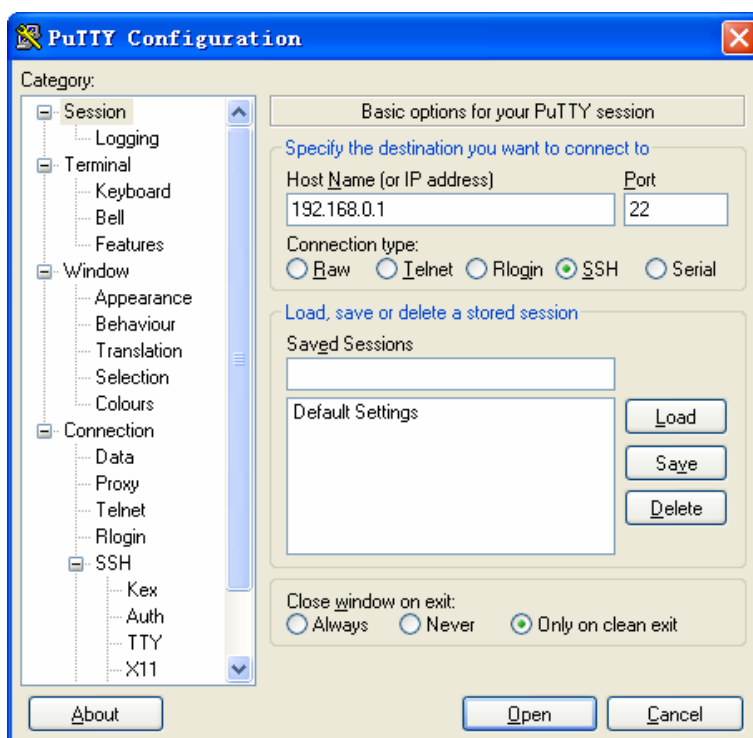 PuTTY Configuration
Category:
Session
Logging
Terminal
Keyboard
Bell
Features
Window
Appearance
Behaviour
Translation
Selection
Colours
Connection
Data
Proxy
Telnet
Rlogin
SSH
Kex
Auth
TTY
X11
Basic options for your PuTTY session
Specify the destination you want to connect to
Host Name (or IP address) Port
192.168.0.1 22
Connection type:
Raw Telnet Rlogin SSH Serial
Load, save or delete a stored session
Saved Sessions
Default Settings
Load
Save
Delete
Close window on exit:
Always Never Only on clean exit
About Open Cancel